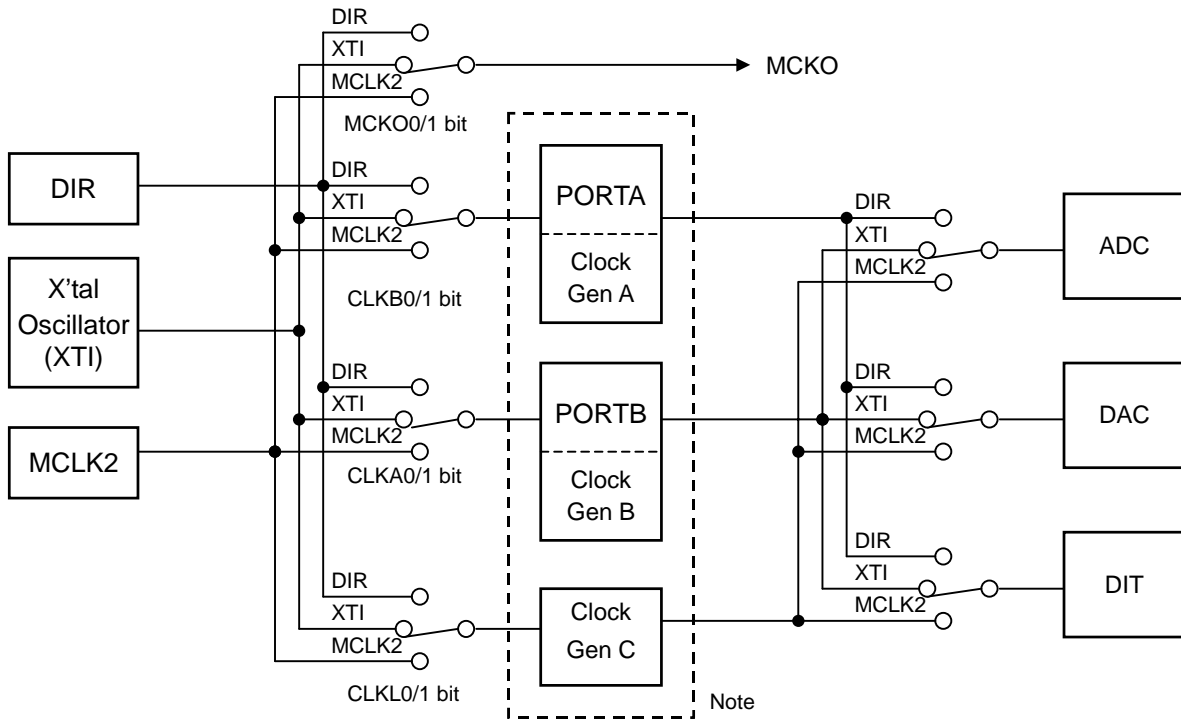 DIR
XTI
MCLK2
MCKO
MCKO0/1 bit
DIR
X'tal
Oscillator
(XTI)
MCLK2
DIR
XTI
MCLK2
CLKB0/1 bit
DIR
XTI
MCLK2
CLKA0/1 bit
DIR
XTI
MCLK2
CLKL0/1 bit
PORTA
Clock
Gen A
PORTB
Clock
Gen B
Clock
Gen C
Note
DIR
XTI
MCLK2
ADC
DIR
XTI
MCLK2
DAC
DIR
XTI
MCLK2
DIT